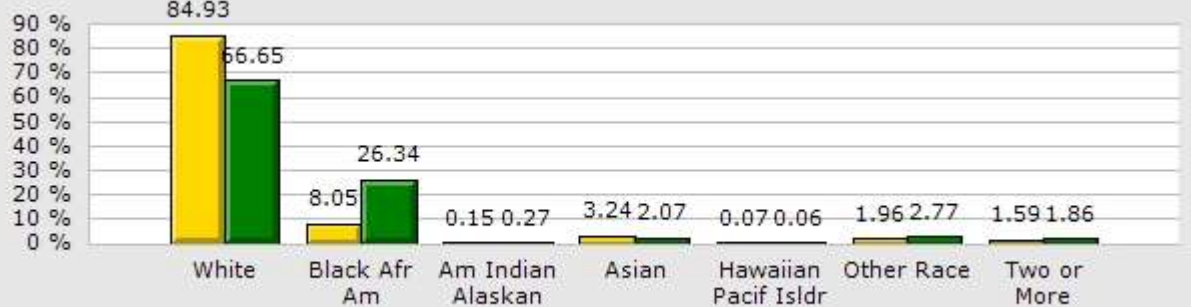 84.93
90 %
80 %
66.65
70 %
60 %
50 %
40 %
26.34
30 %
20 %
8.05
0.15 0.27
3.24 2.07
0.07 0.06
1.96 2.77
1.59 1.86
10 %
0 %
White
Black Afr
Am
Am Indian
Alaskan
Asian
Hawaiian
Pacif Isldr
Other Race
Two or
More